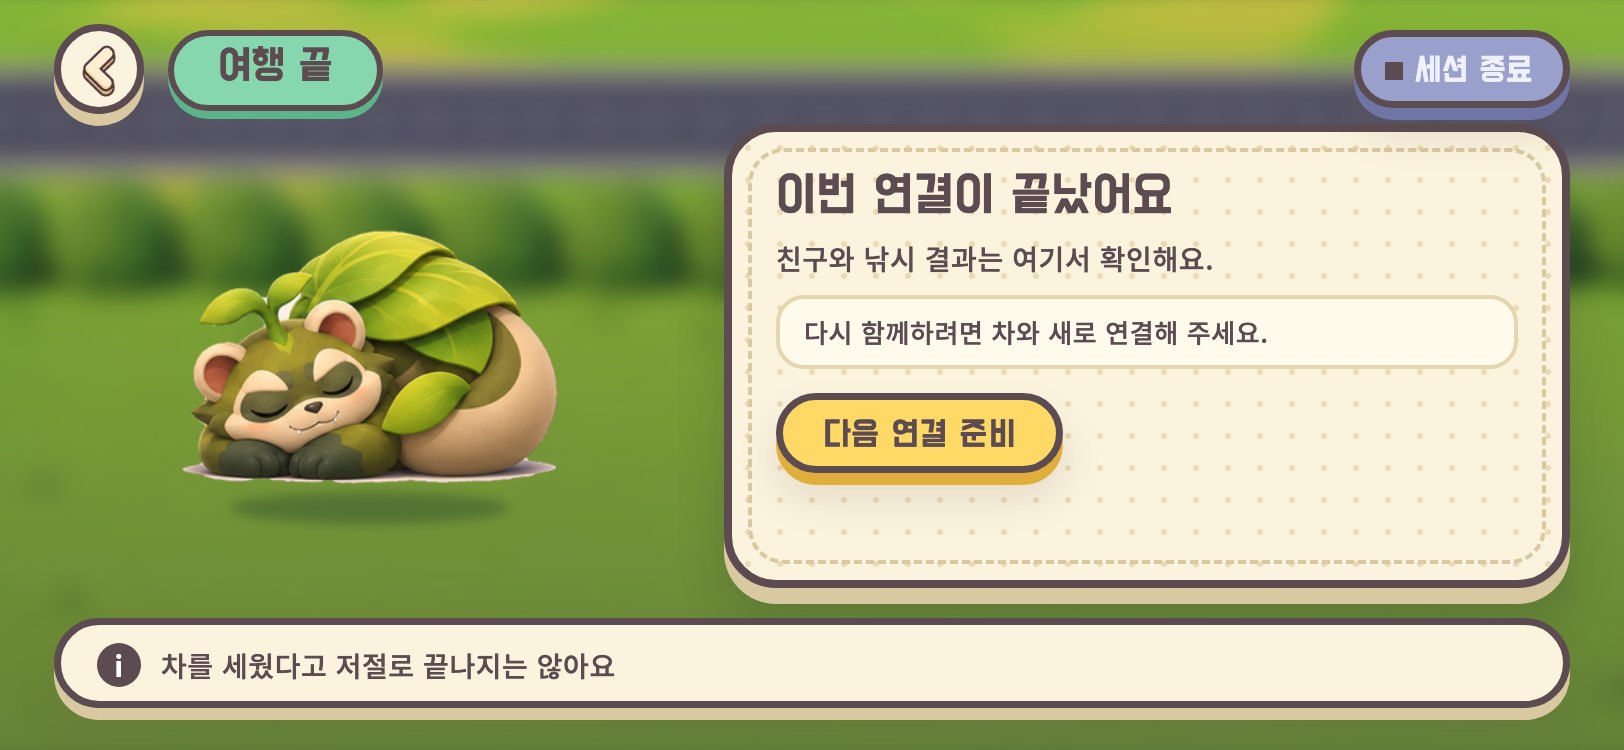 여행 끝
세션 종료
이번 연결이 끝났어요
친구와 낚시 결과는 여기서 확인해요.
다시 함께하려면 차와 새로 연결해 주세요.
다음 연결 준비
i 차를 세웠다고 저절로 끝나지는 않아요